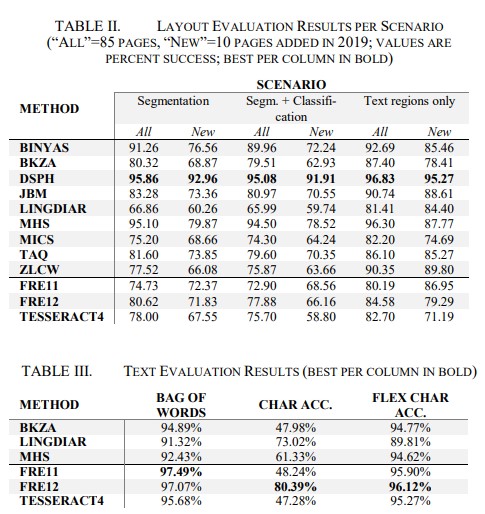 TABLE II. LAYOUT EVALUATION RESULTS PER SCENARIO
("ALL"=85 PAGES, "NEW"=10 PAGES ADDED IN 2019; VALUES ARE
PERCENT SUCCESS; BEST PER COLUMN IN BOLD)
SCENARIO
METHOD Segmentation Segm. + Classifi-cation Text regions only
All New All New All New
BINYAS 91.26 76.56 89.96 72.24 92.69 85.46
BKZA 80.32 68.87 79.51 62.93 87.40 78.41
DSPH 95.86 92.96 95.08 91.91 96.83 95.27
JBM 83.28 73.36 80.97 70.55 90.74 88.61
LINGDIAR 66.86 60.26 65.99 59.74 81.41 84.40
MHS 95.10 79.87 94.50 78.52 96.30 87.77
MICS 75.20 68.66 74.30 64.24 82.20 74.69
TAQ 81.60 73.85 79.60 70.35 86.10 85.27
ZLCW 77.52 66.08 75.87 63.66 90.35 89.80
FRE11 74.73 72.37 72.90 68.56 80.19 86.95
FRE12 80.62 71.83 77.88 66.16 84.58 79.29
TESSERACT4 78.00 67.55 75.70 58.80 82.70 71.19
TABLE III. TEXT EVALUATION RESULTS (BEST PER COLUMN IN BOLD)
METHOD BAG OF WORDS CHAR ACC. FLEX CHAR ACC.
BKZA 94.89% 47.98% 94.77%
LINGDIAR 91.32% 73.02% 89.81%
MHS 92.43% 61.33% 94.62%
FRE11 97.49% 48.24% 95.90%
FRE12 97.07% 80.39% 96.12%
TESSERACT4 95.68% 47.28% 95.27%